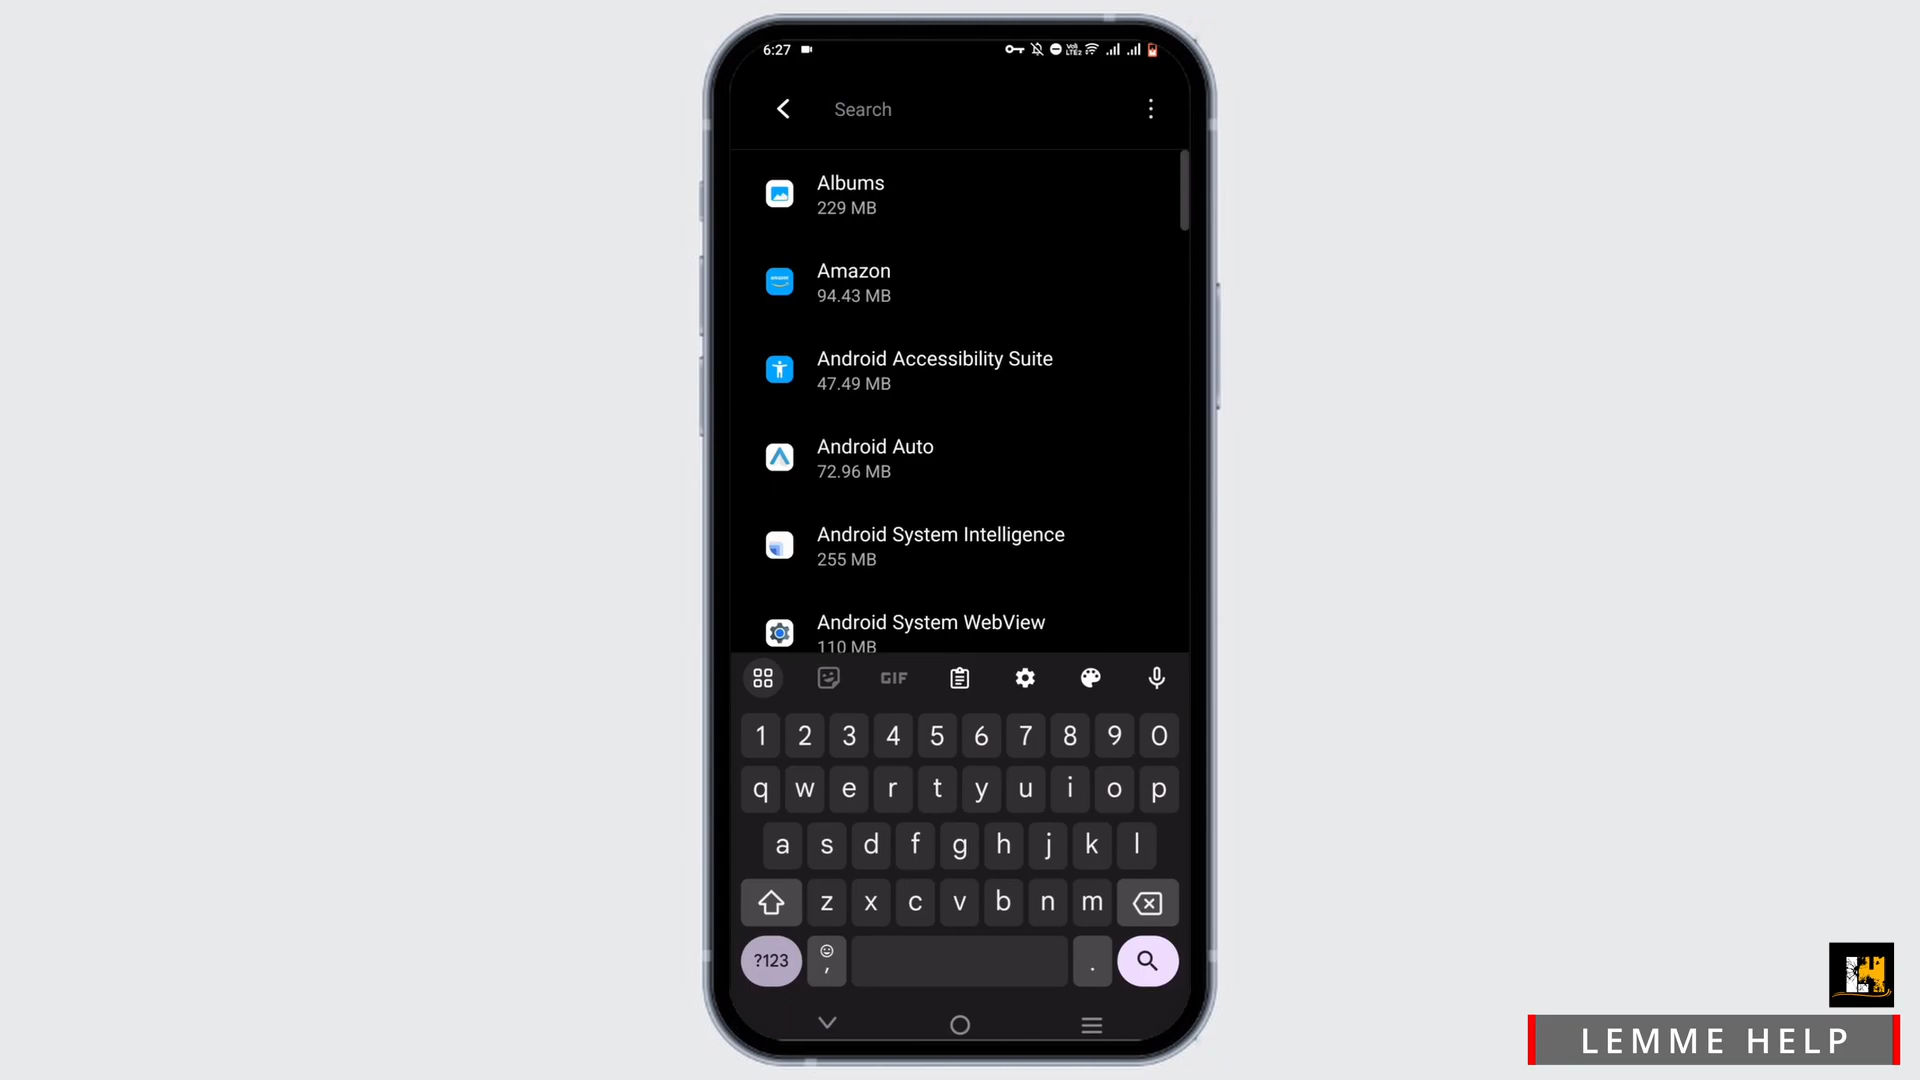 6:27
Search
Albums
229 MB
Amazon
94.43 MB
Android Accessibility Suite
47.49 MB
Android Auto
72.96 MB
Android System Intelligence
255 MB
Android System WebView
110 MB
GIF
1 2 3 4 5 6 7 8 9 0
q w e r t y u i o p
a s d f g h j k l
z x c v b n m
?123 , .
LEMME HELP